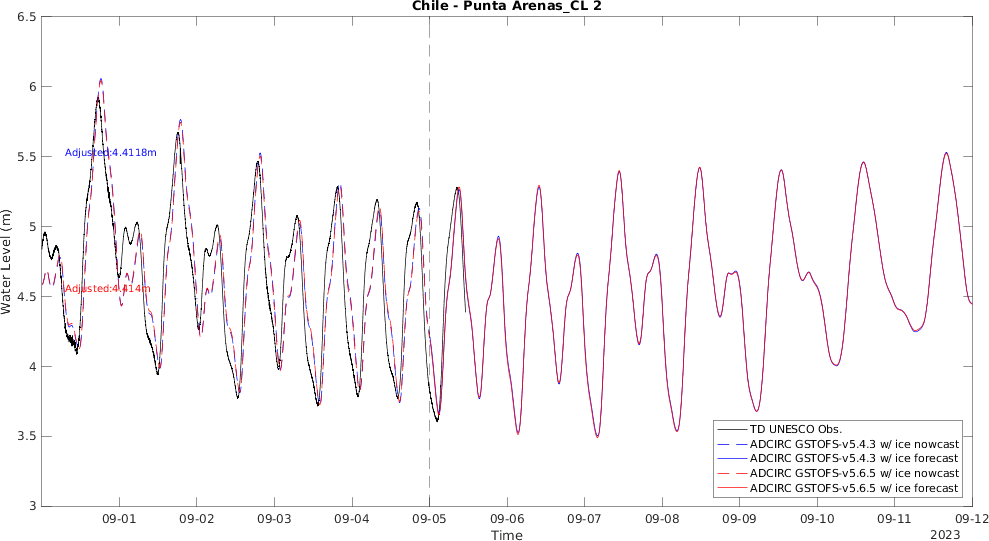 Chile - Punta Arenas_CL 2
Water Level (m)
6.5
6
5.5
5
4.5
4
3.5
3
Adjusted:4.4118m
Adjusted:4.414m
TD UNESCO Obs.
ADCIRC GSTOFS-v5.4.3 w/ ice nowcast
ADCIRC GSTOFS-v5.4.3 w/ ice forecast
ADCIRC GSTOFS-v5.6.5 w/ ice nowcast
ADCIRC GSTOFS-v5.6.5 w/ ice forecast
09-01 09-02 09-03 09-04 09-05 09-06 09-07 09-08 09-09 09-10 09-11 09-12
Time
2023